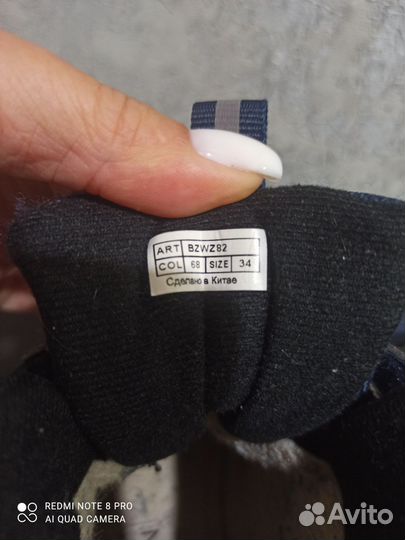 ART BZWZ82
COL 68 SIZE 34
Сделано в Китае
REDMI NOTE 8 PRO
AI QUAD CAMERA
Avito